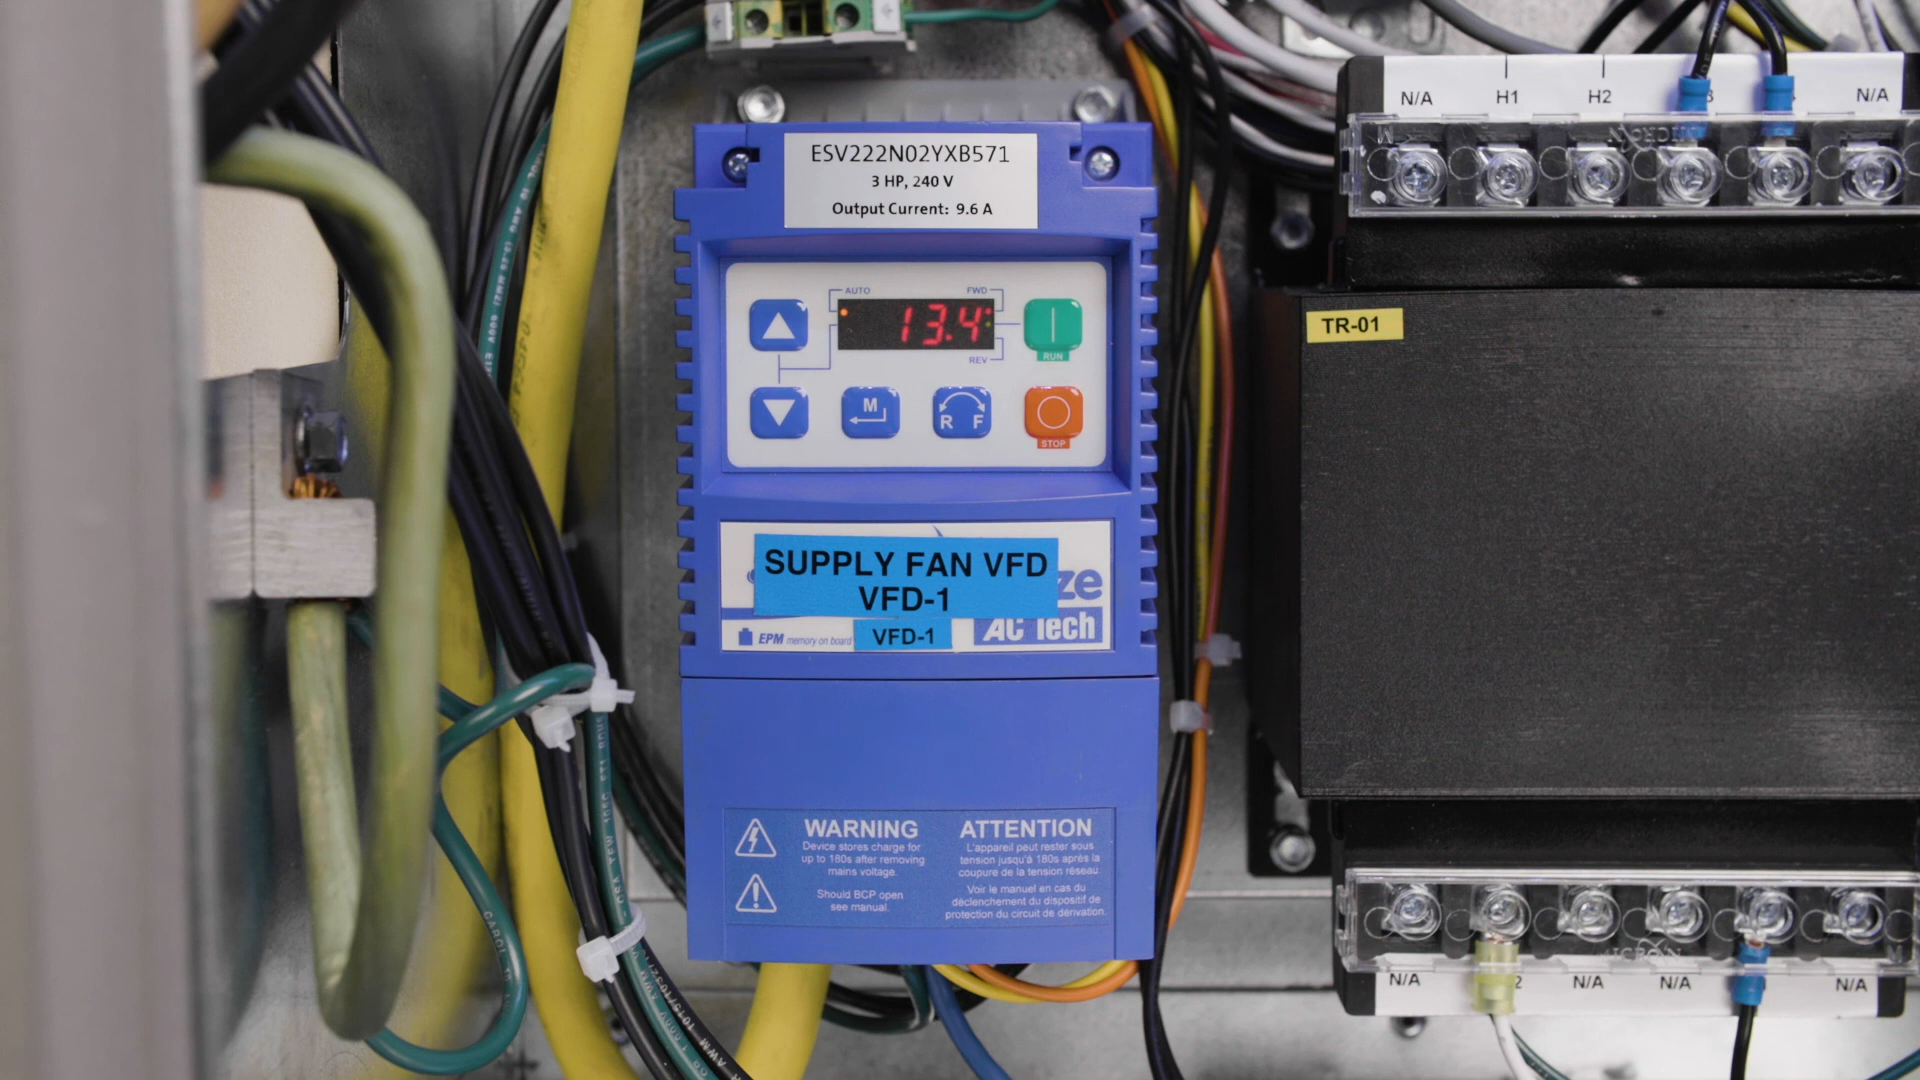 N/A H1 H2 N/A
ESV222N02YXB571
3 HP, 240 V
Output Current: 9.6 A
AUTO FWD
13.4
REV
RUN
M
R F
STOP
TR-01
SUPPLY FAN VFD
VFD-1
ze
EPM memory on board
VFD-1
AC Tech
WARNING
Device stores charge for
up to 180s after removing
mains voltage.
Should BCP open
see manual.
ATTENTION
L'appareil peut rester sous
tension jusqu'à 180s après la
coupure de la tension réseau
Voir le manuel en cas du
déclenchement du dispositif de
protection du circuit de dérivation.
N/A 2 N/A N/A N/A